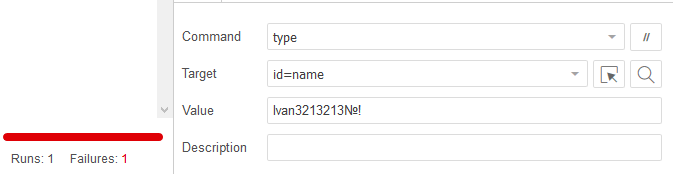 Command type //
Target id=name
Value Ivan3213213№!
Description
Runs: 1 Failures: 1